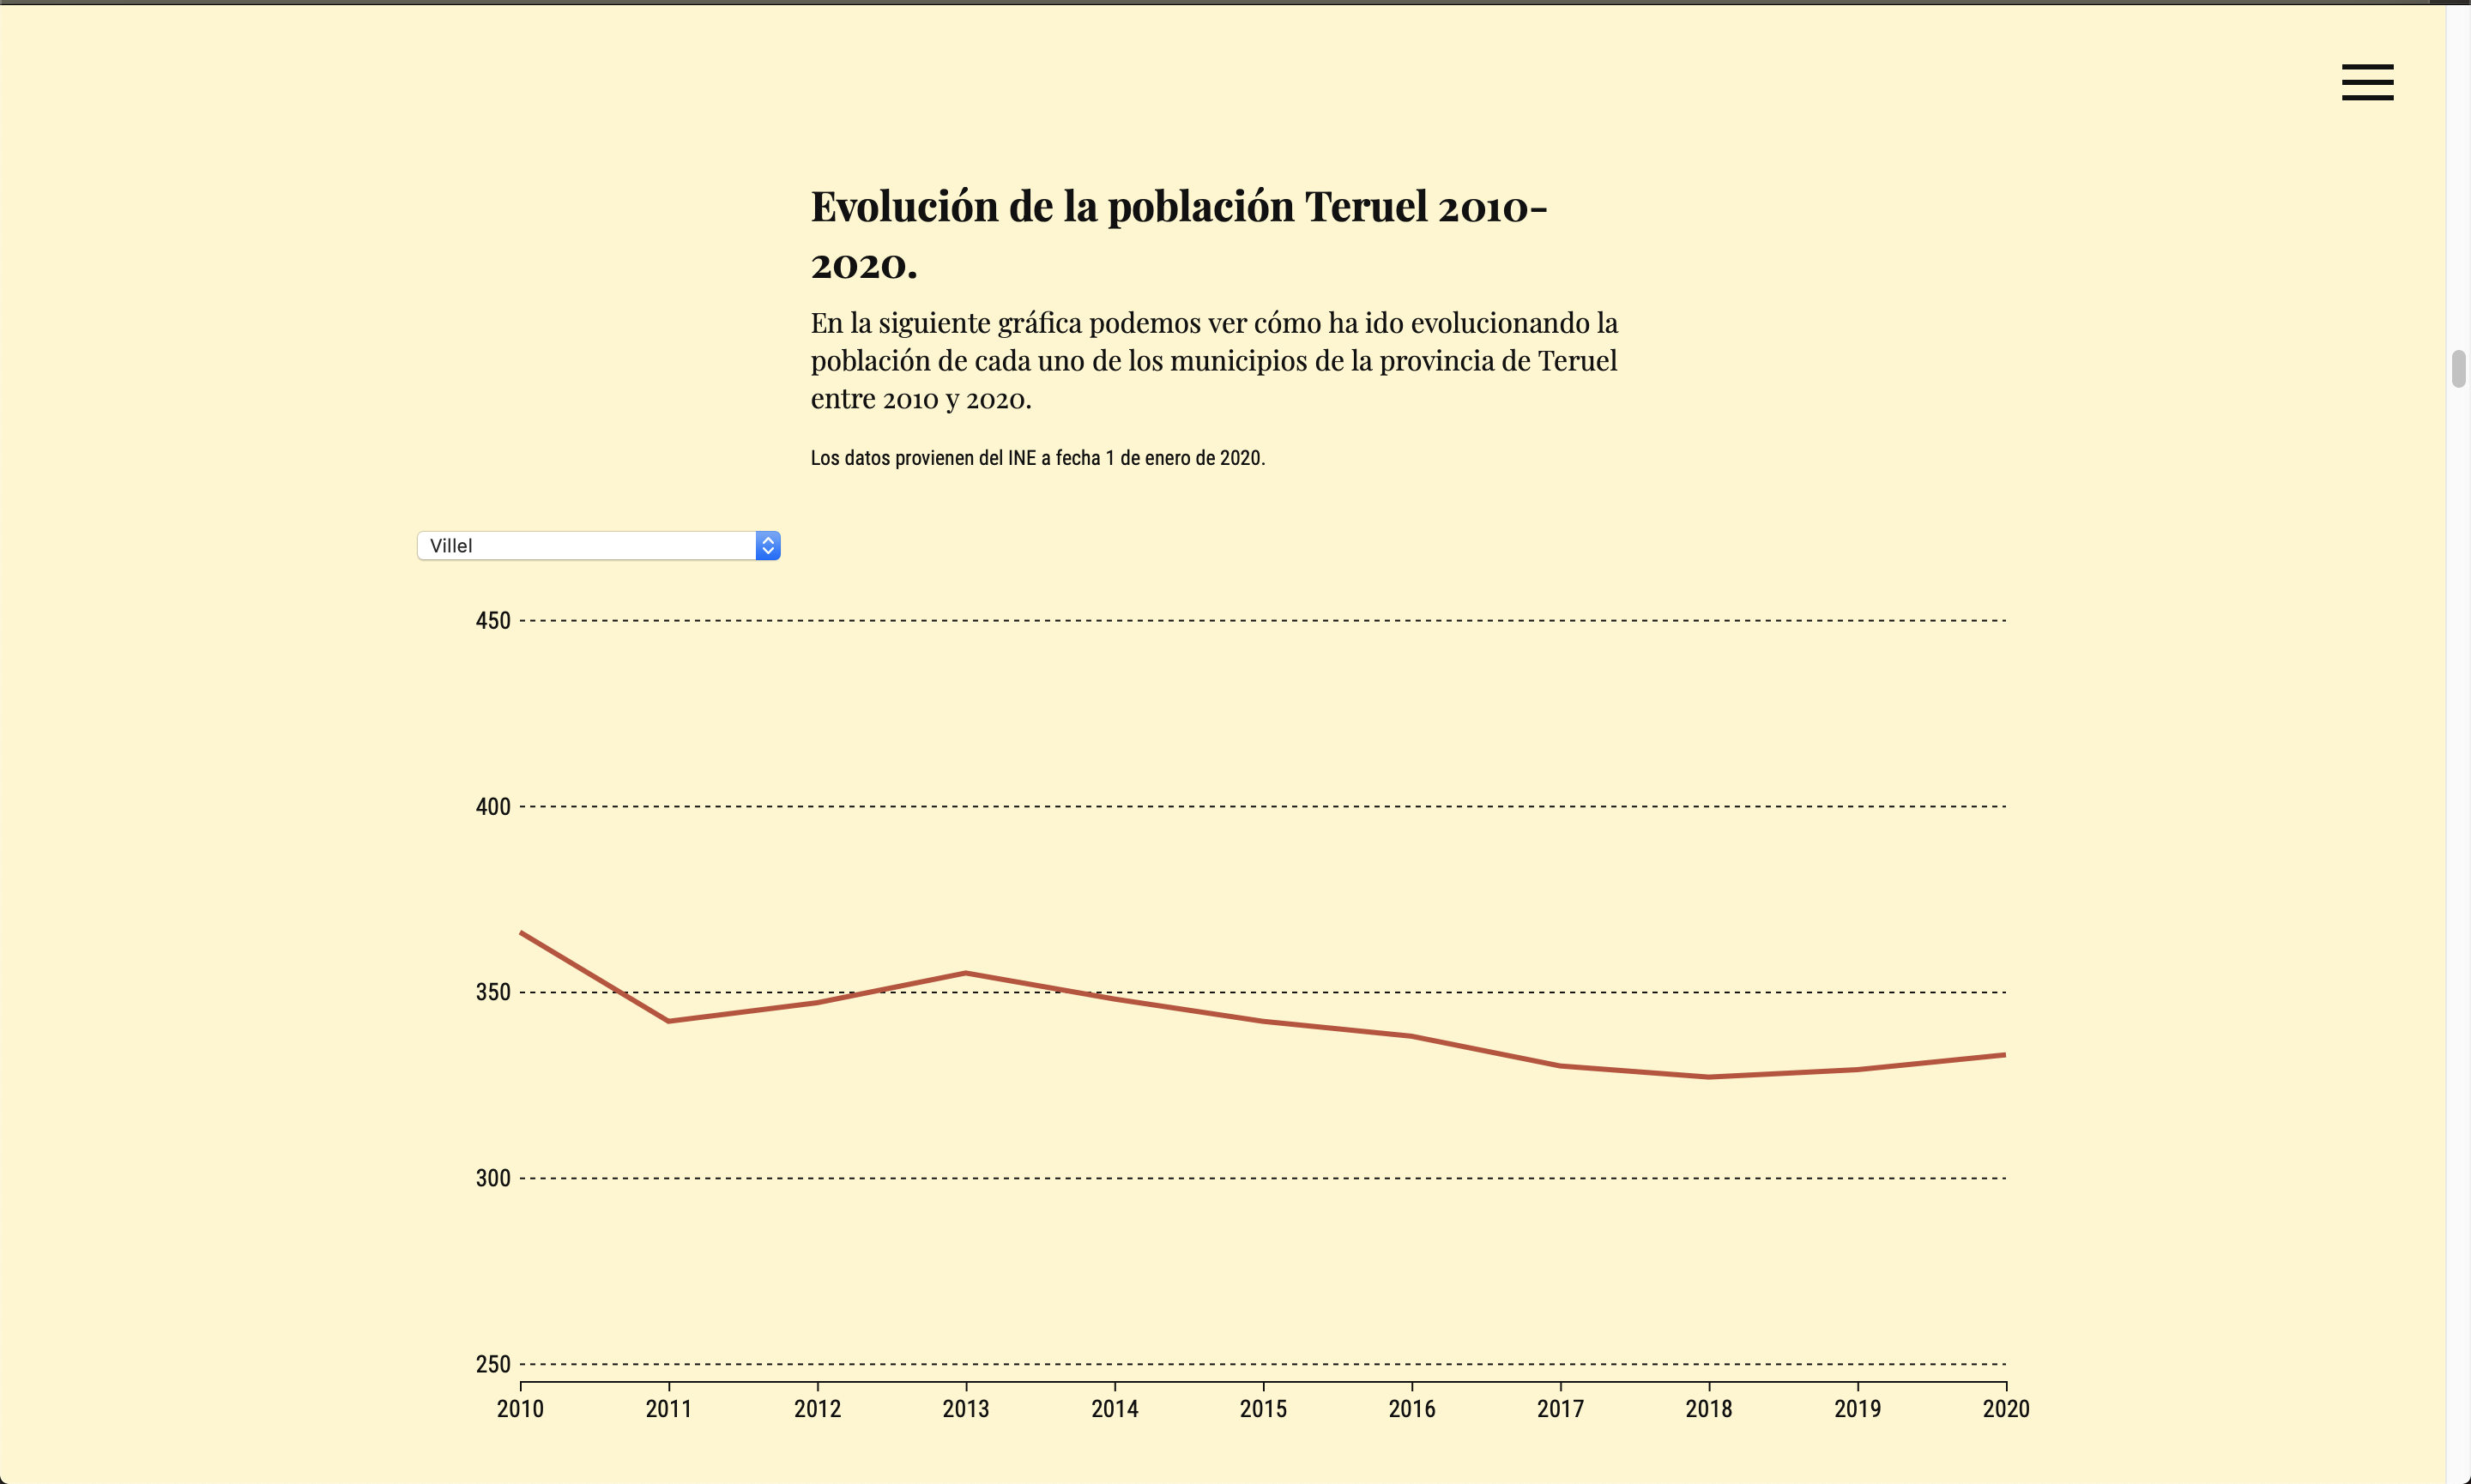 Evolución de la población Teruel 2010-
2020.
En la siguiente gráfica podemos ver cómo ha ido evolucionando la
población de cada uno de los municipios de la provincia de Teruel
entre 2010 y 2020.
Los datos provienen del INE a fecha 1 de enero de 2020.
Villel
450
400
350
300
250
2010 2011 2012 2013 2014 2015 2016 2017 2018 2019 2020